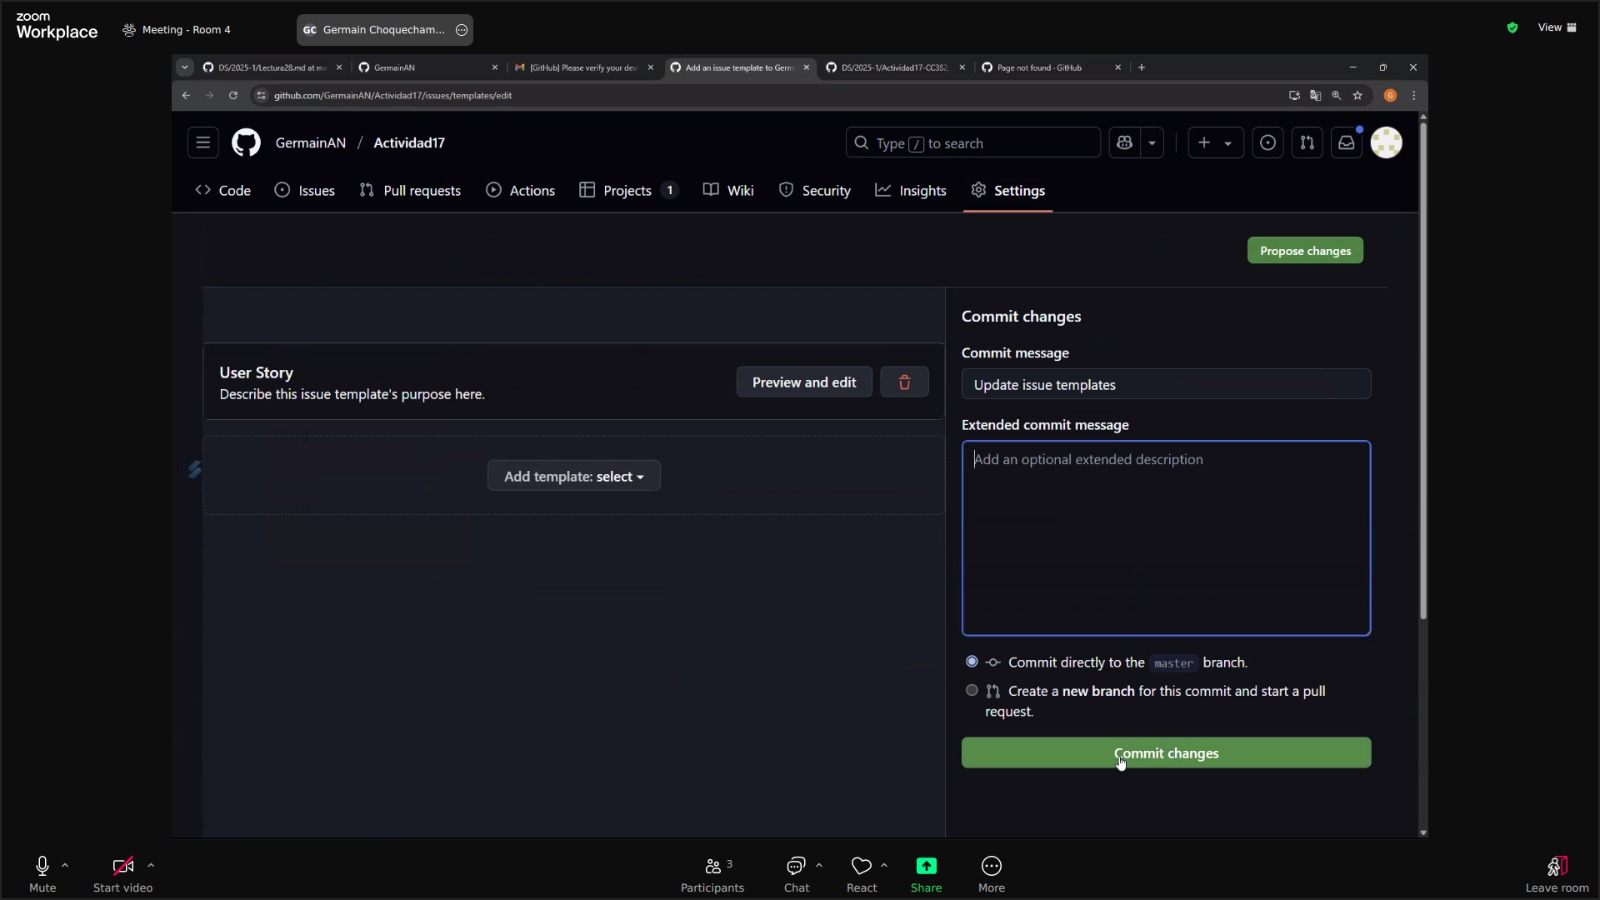 zoom
Workplace
Meeting - Room 4
GC Germain Choquecham...
View
DS/2025-1/Lectura28.md at ma
GermainAN
[GitHub] Please verify your dev
Add an issue template to Germ
DS/2025-1/Actividad17-CC3S2
Page not found · GitHub
github.com/GermainAN/Actividad17/issues/templates/edit
G
GermainAN / Actividad17
Type / to search
Code
Issues
Pull requests
Actions
Projects 1
Wiki
Security
Insights
Settings
Propose changes
User Story
Describe this issue template's purpose here.
Preview and edit
Add template: select
Commit changes
Commit message
Update issue templates
Extended commit message
Add an optional extended description
Commit directly to the master branch.
Create a new branch for this commit and start a pull
request.
Commit changes
Mute
Start video
Participants 3
Chat
React
Share
More
Leave room